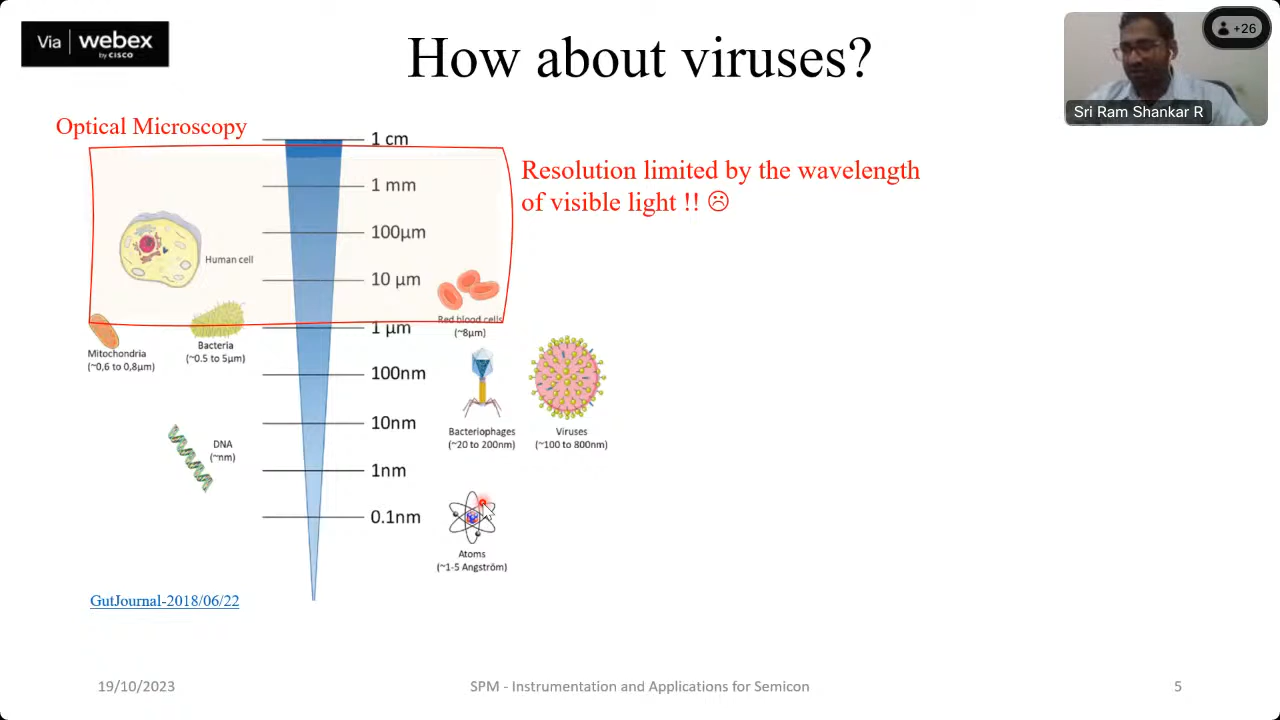 Via webex
by CISCO
How about viruses?
+26
Sri Ram Shankar R
Optical Microscopy
1 cm
Resolution limited by the wavelength
of visible light !! ☹
1 mm
100µm
Human cell
10 µm
Red blood cells
(~8µm)
1 µm
Mitochondria
(~0,6 to 0,8µm)
Bacteria
(~0.5 to 5µm)
100nm
10nm
Bacteriophages
(~20 to 200nm)
Viruses
(~100 to 800nm)
DNA
(~nm)
1nm
0.1nm
Atoms
(~1-5 Angström)
GutJournal-2018/06/22
19/10/2023
SPM - Instrumentation and Applications for Semicon
5